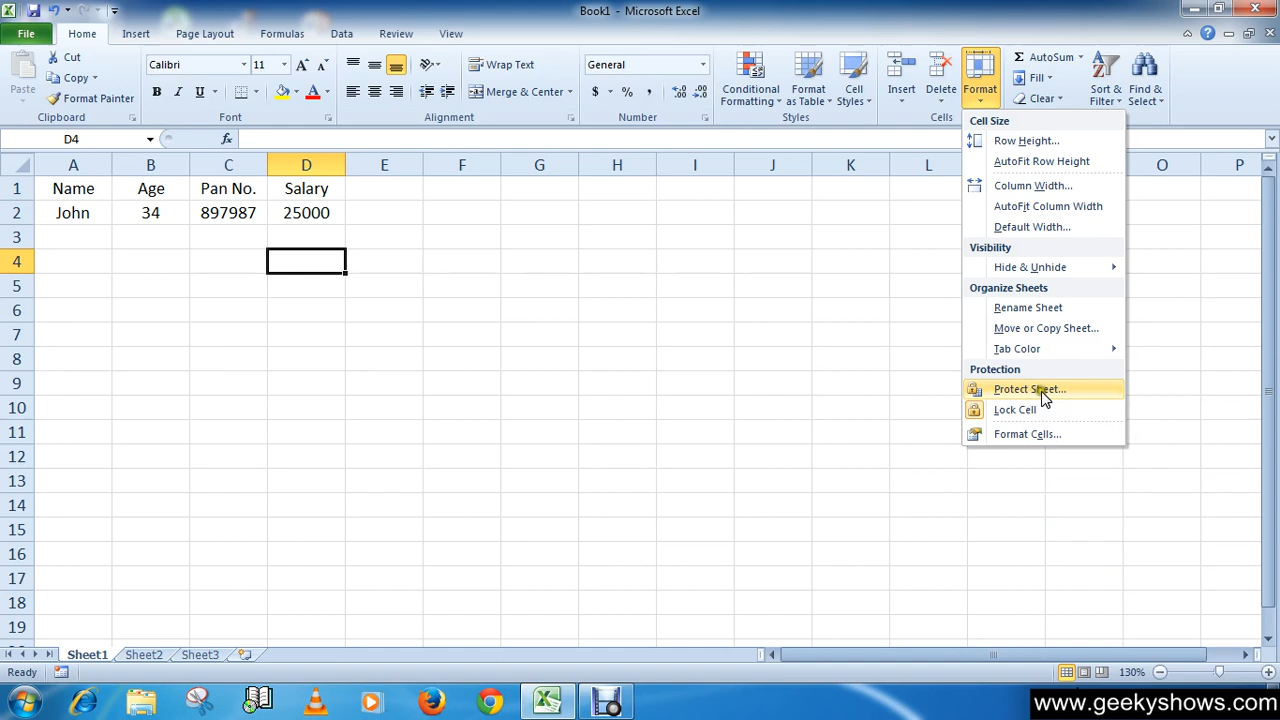 Book1 - Microsoft Excel
File Home Insert Page Layout Formulas Data Review View
Paste
Cut
Copy
Format Painter
Clipboard
Calibri 11
B I U
Font
Wrap Text
Merge & Center
Alignment
General
$ % ,
Number
Conditional Formatting
Format as Table
Cell Styles
Styles
Insert
Delete
Format
Cells
Σ AutoSum
Fill
Clear
Sort & Filter
Find & Select
D4 fx
A B C D E F G H I J K L O P
1 Name Age Pan No. Salary
2 John 34 897987 25000
3
4
5
6
7
8
9
10
11
12
13
14
15
16
17
18
19
Cell Size
Row Height...
AutoFit Row Height
Column Width...
AutoFit Column Width
Default Width...
Visibility
Hide & Unhide
Organize Sheets
Rename Sheet
Move or Copy Sheet...
Tab Color
Protection
Protect Sheet...
Lock Cell
Format Cells...
Sheet1 Sheet2 Sheet3
Ready 130%
www.geekyshows.com